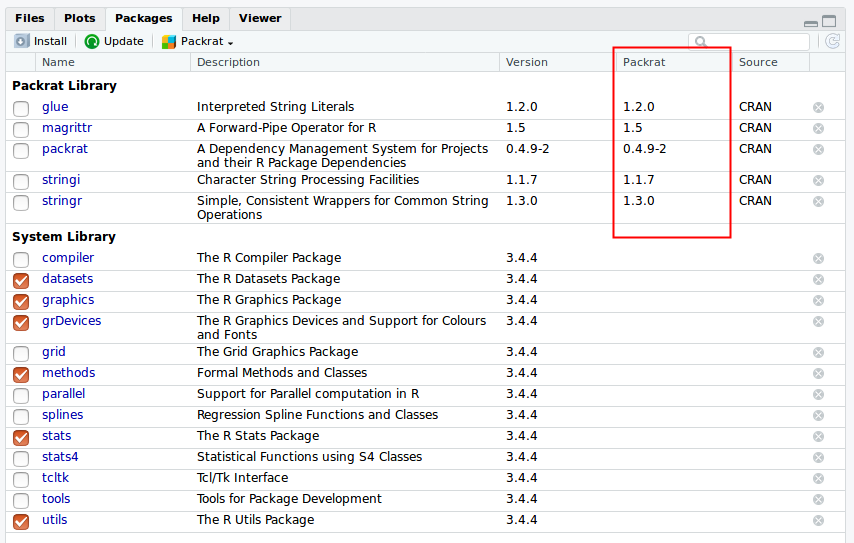 Files Plots Packages Help Viewer
Install Update Packrat
Name Description Version Packrat Source
Packrat Library
glue Interpreted String Literals 1.2.0 1.2.0 CRAN
magrittr A Forward-Pipe Operator for R 1.5 1.5 CRAN
packrat A Dependency Management System for Projects 0.4.9-2 0.4.9-2 CRAN
and their R Package Dependencies
stringi Character String Processing Facilities 1.1.7 1.1.7 CRAN
stringr Simple, Consistent Wrappers for Common String 1.3.0 1.3.0 CRAN
Operations
System Library
compiler The R Compiler Package 3.4.4
datasets The R Datasets Package 3.4.4
graphics The R Graphics Package 3.4.4
grDevices The R Graphics Devices and Support for Colours 3.4.4
and Fonts
grid The Grid Graphics Package 3.4.4
methods Formal Methods and Classes 3.4.4
parallel Support for Parallel computation in R 3.4.4
splines Regression Spline Functions and Classes 3.4.4
stats The R Stats Package 3.4.4
stats4 Statistical Functions using S4 Classes 3.4.4
tcltk Tcl/Tk Interface 3.4.4
tools Tools for Package Development 3.4.4
utils The R Utils Package 3.4.4